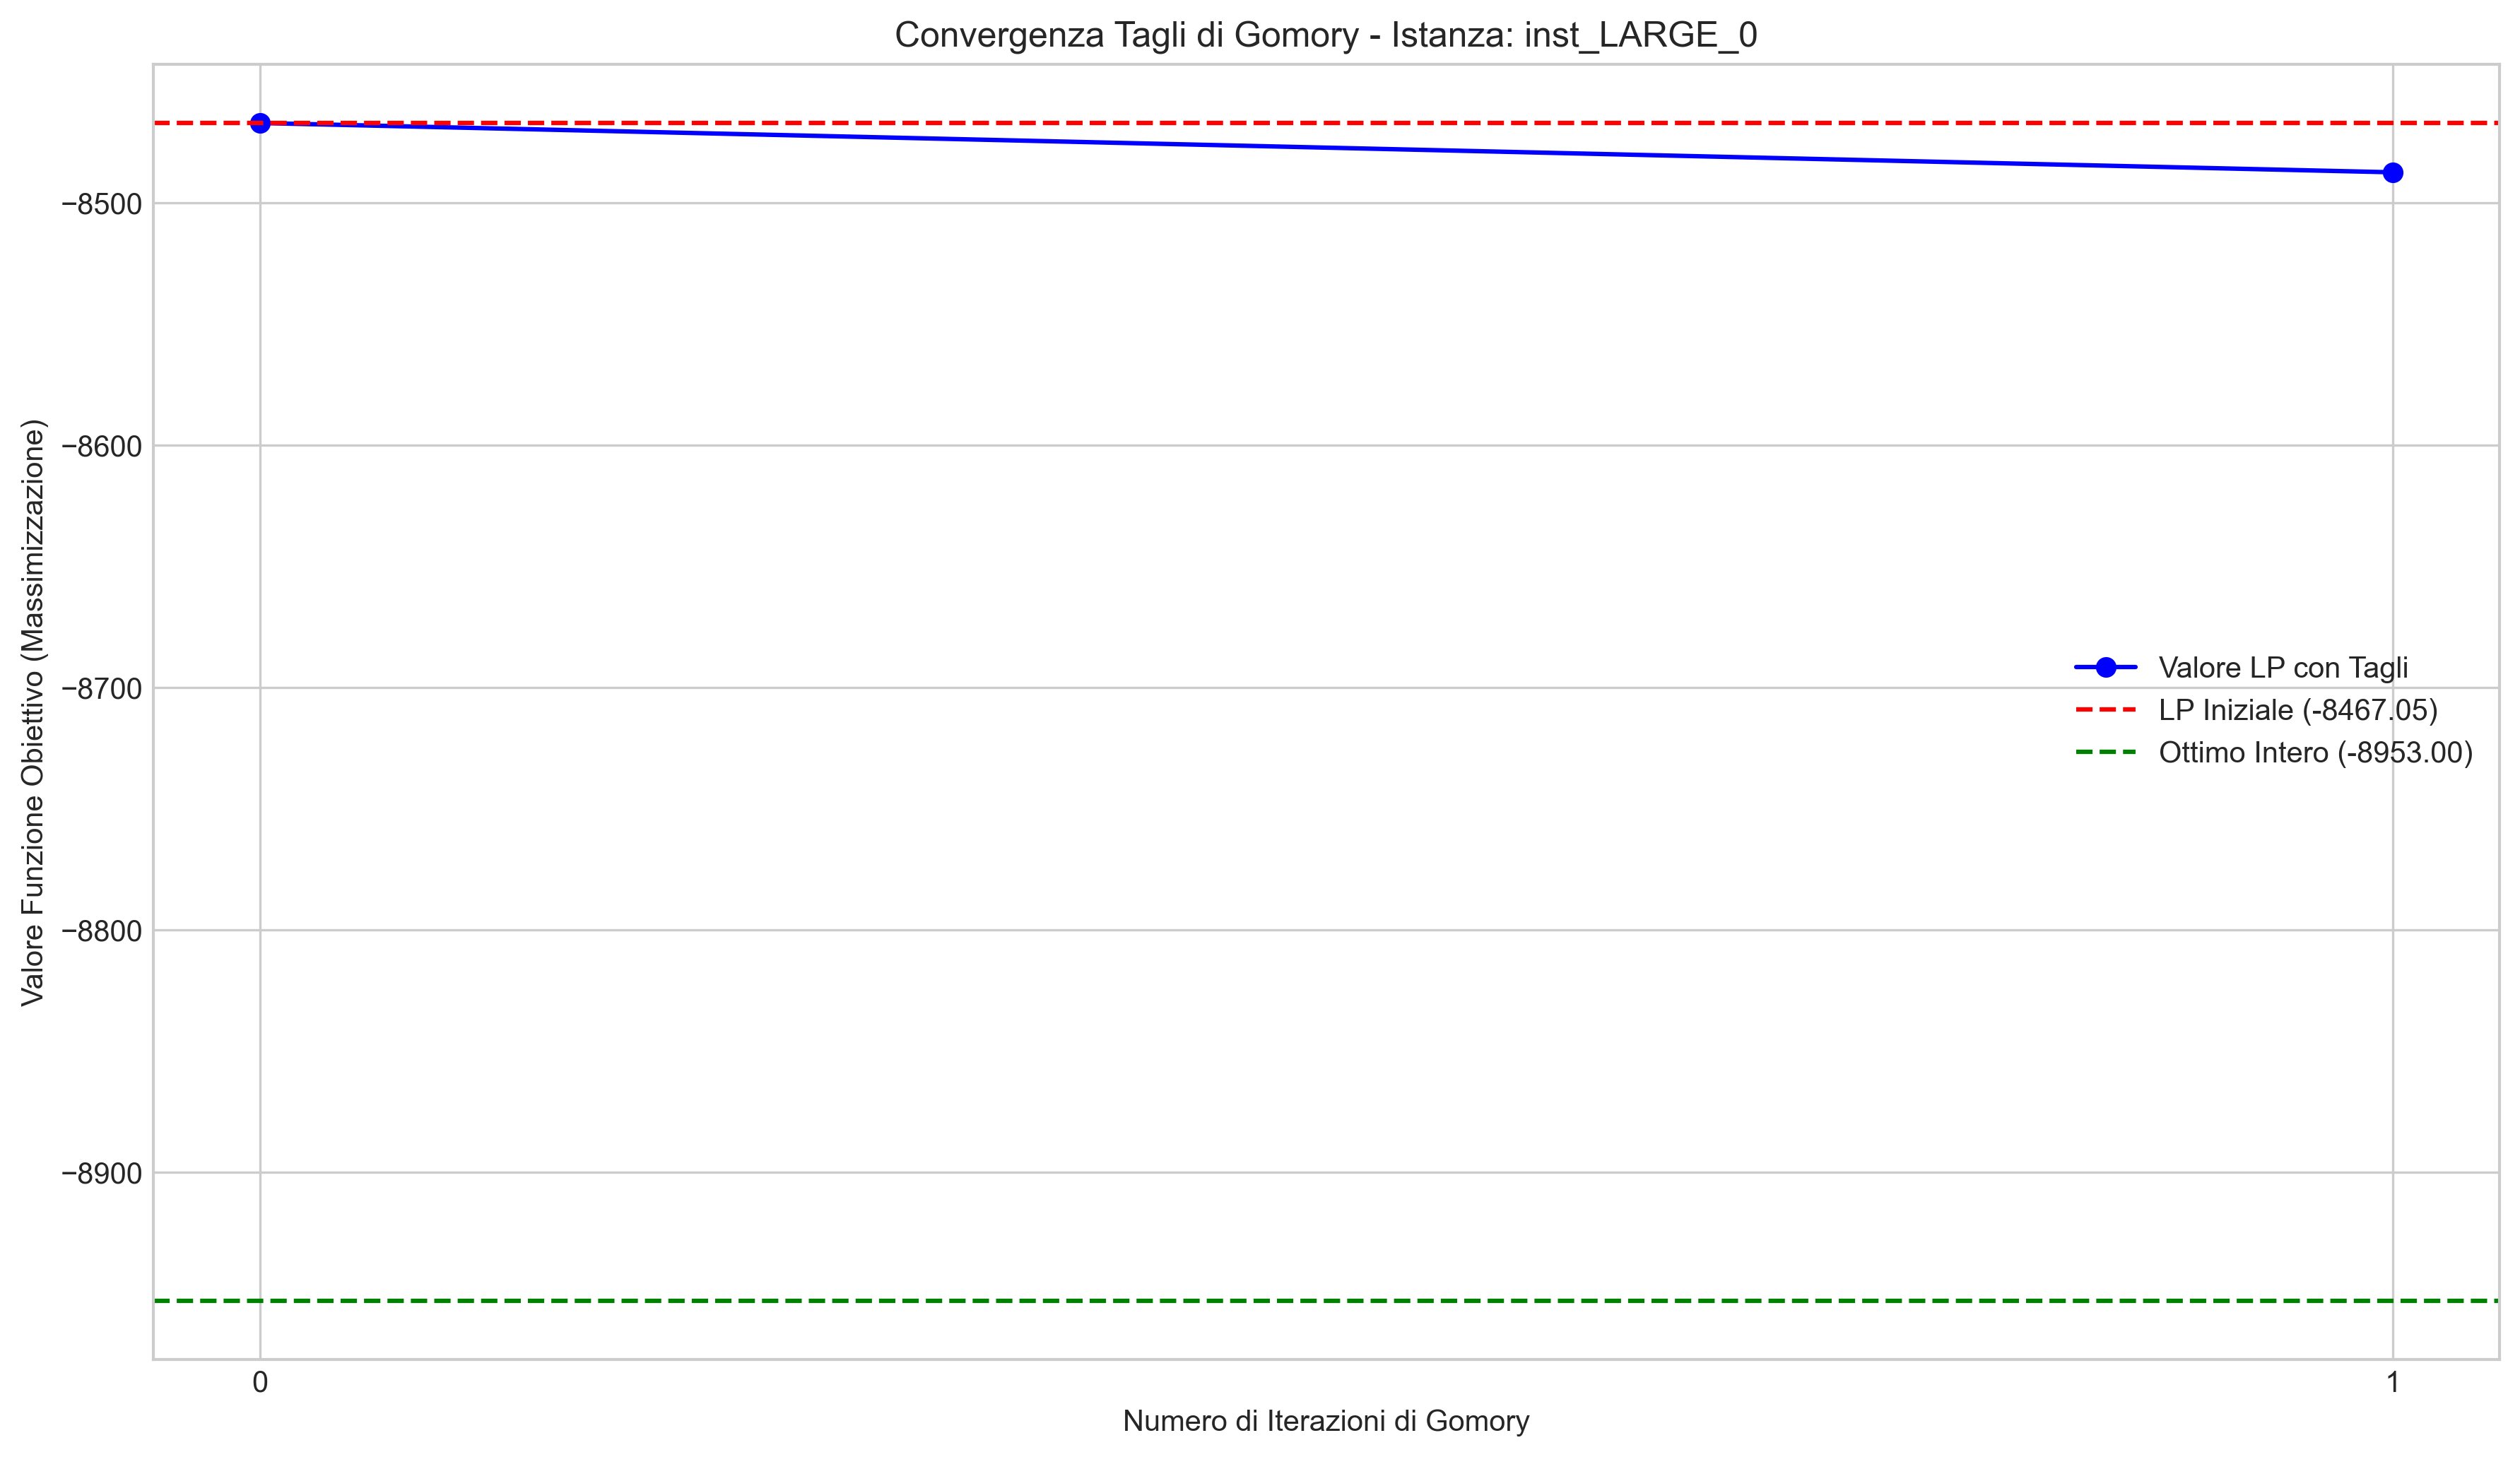 Convergenza Tagli di Gomory - Istanza: inst_LARGE_0
Valore Funzione Obiettivo (Massimizzazione)
−8500
−8600
−8700
−8800
−8900
Valore LP con Tagli
LP Iniziale (-8467.05)
Ottimo Intero (-8953.00)
0
1
Numero di Iterazioni di Gomory